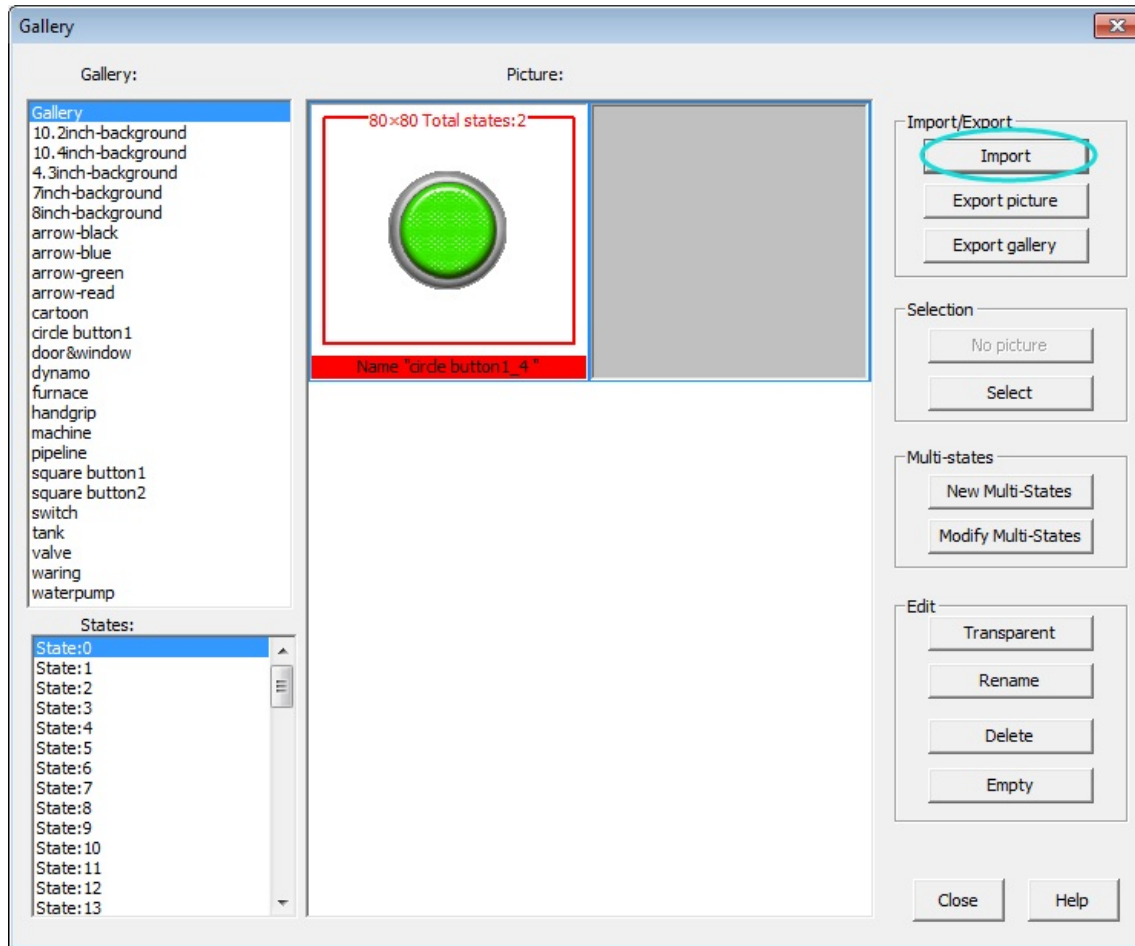 Gallery
Gallery:
Picture:
Gallery
10.2inch-background
10.4inch-background
4.3inch-background
7inch-background
8inch-background
arrow-black
arrow-blue
arrow-green
arrow-read
cartoon
circle button1
door&window
dynamo
furnace
handgrip
machine
pipeline
square button1
square button2
switch
tank
valve
waring
waterpump
States:
State:0
State:1
State:2
State:3
State:4
State:5
State:6
State:7
State:8
State:9
State:10
State:11
State:12
State:13
80×80 Total states:2
Name "circle button1_4 "
Import/Export
Import
Export picture
Export gallery
Selection
No picture
Select
Multi-states
New Multi-States
Modify Multi-States
Edit
Transparent
Rename
Delete
Empty
Close
Help